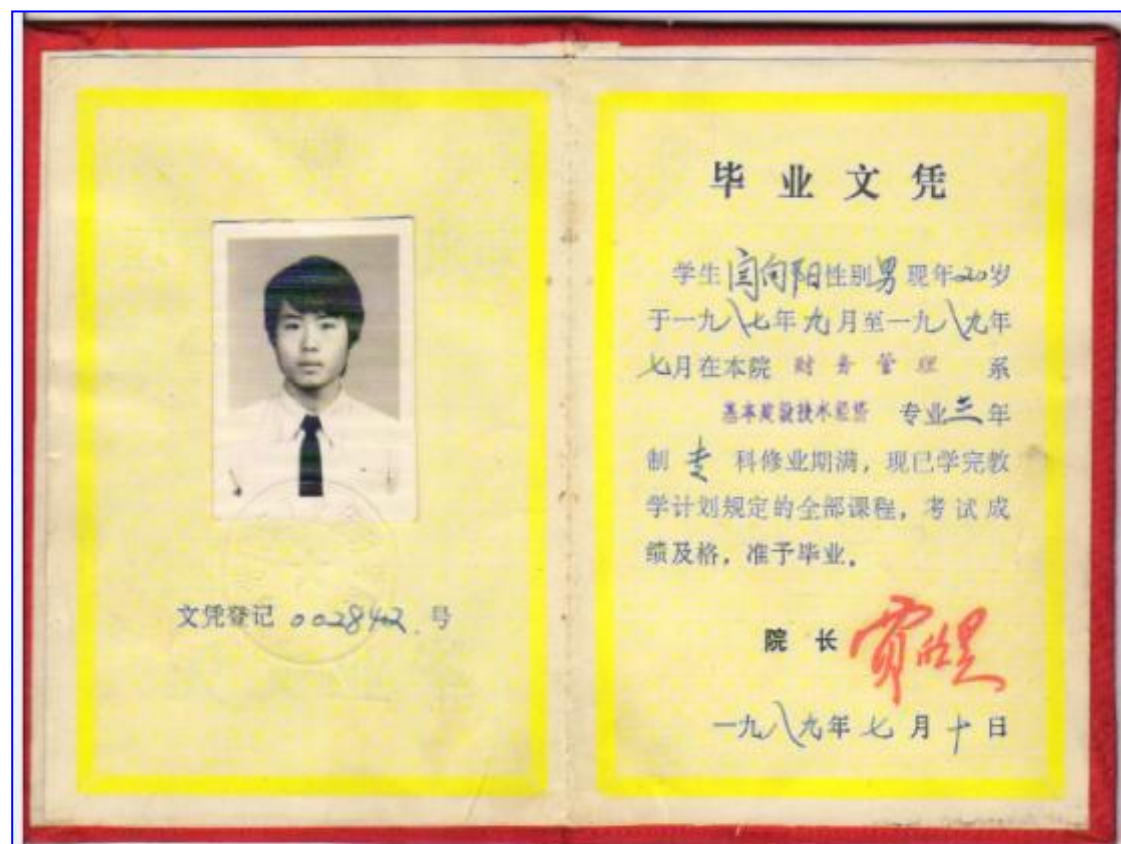 文凭登记 0028402 号
毕业文凭
学生闫向阳性别男现年20岁
于一九八七年九月至一九八九年
七月在本院 财务管理 系
基本建设技术经济 专业三年
制 专 科修业期满，现已学完教
学计划规定的全部课程，考试成
绩及格，准予毕业。
院长
一九八九年七月十日